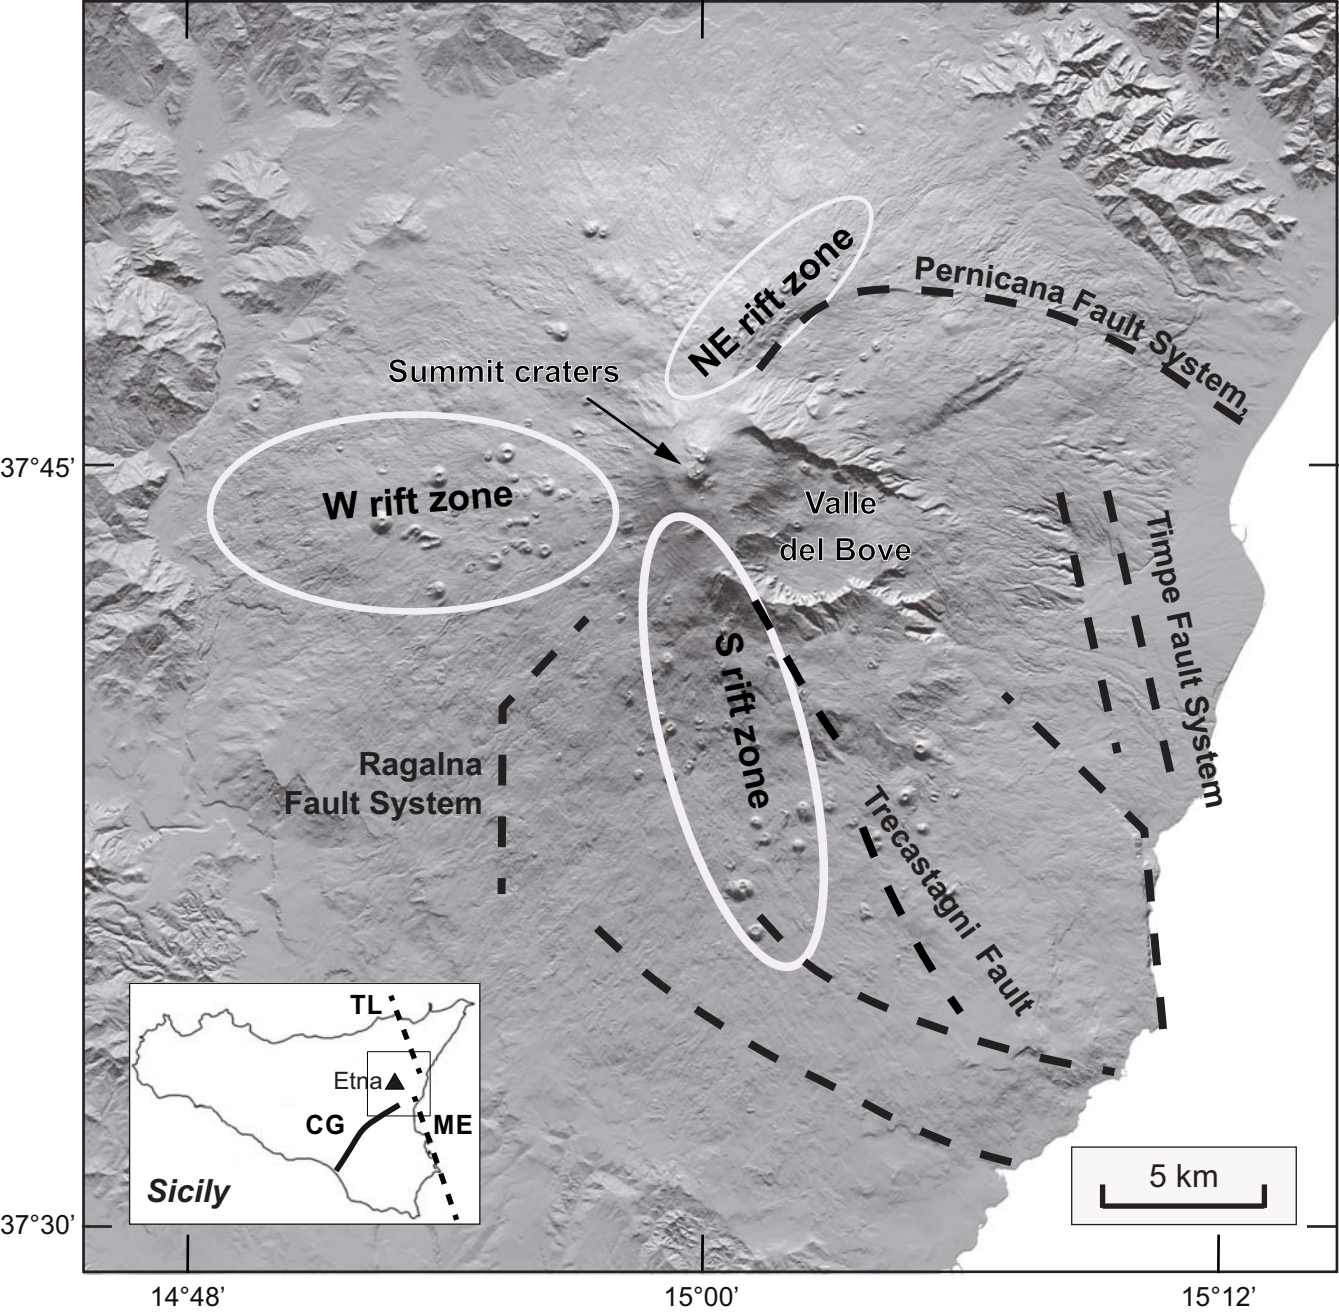 NE rift zone
Pernicana Fault System,
Summit craters
37°45'
W rift zone
Valle
del Bove
Timpe Fault System
S rift zone
Ragalna
Fault System
Trecastagni Fault
TL
Etna
CG
ME
Sicily
5 km
37°30'
14°48'
15°00'
15°12'